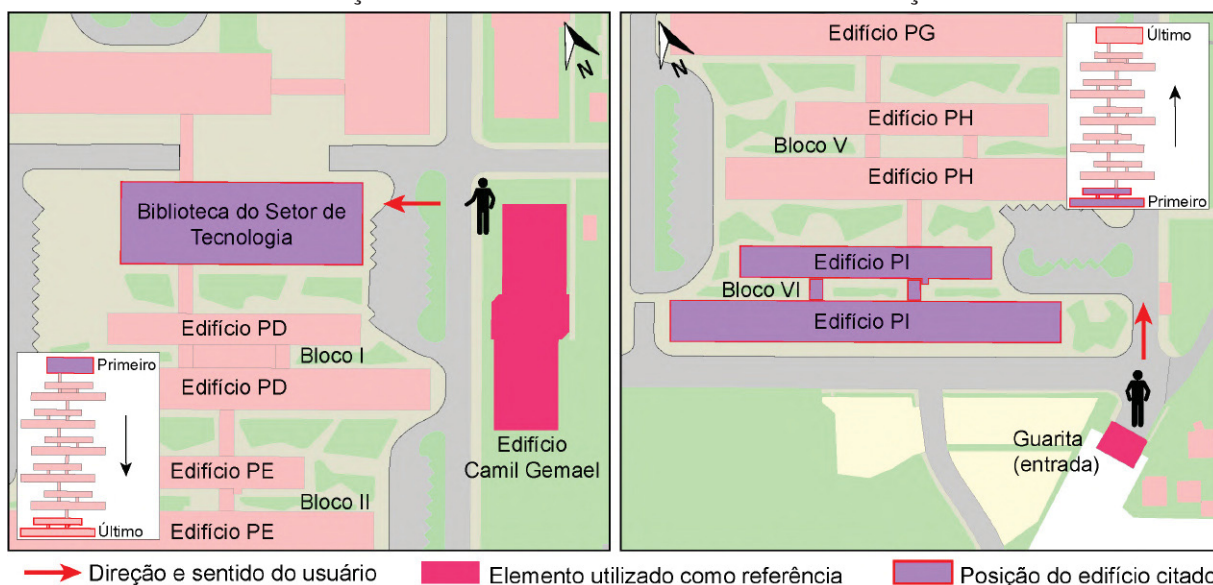 N
Biblioteca do Setor de
Tecnologia
Edifício PD
Bloco I
Edifício PD
Edifício PE
Bloco II
Edifício PE
Edifício
Camil Gemael
Primeiro
Último
Edifício PG
N
Edifício PH
Bloco V
Edifício PH
Edifício PI
Bloco VI
Edifício PI
Guarita
(entrada)
Último
Primeiro
Direção e sentido do usuário
Elemento utilizado como referência
Posição do edifício citado